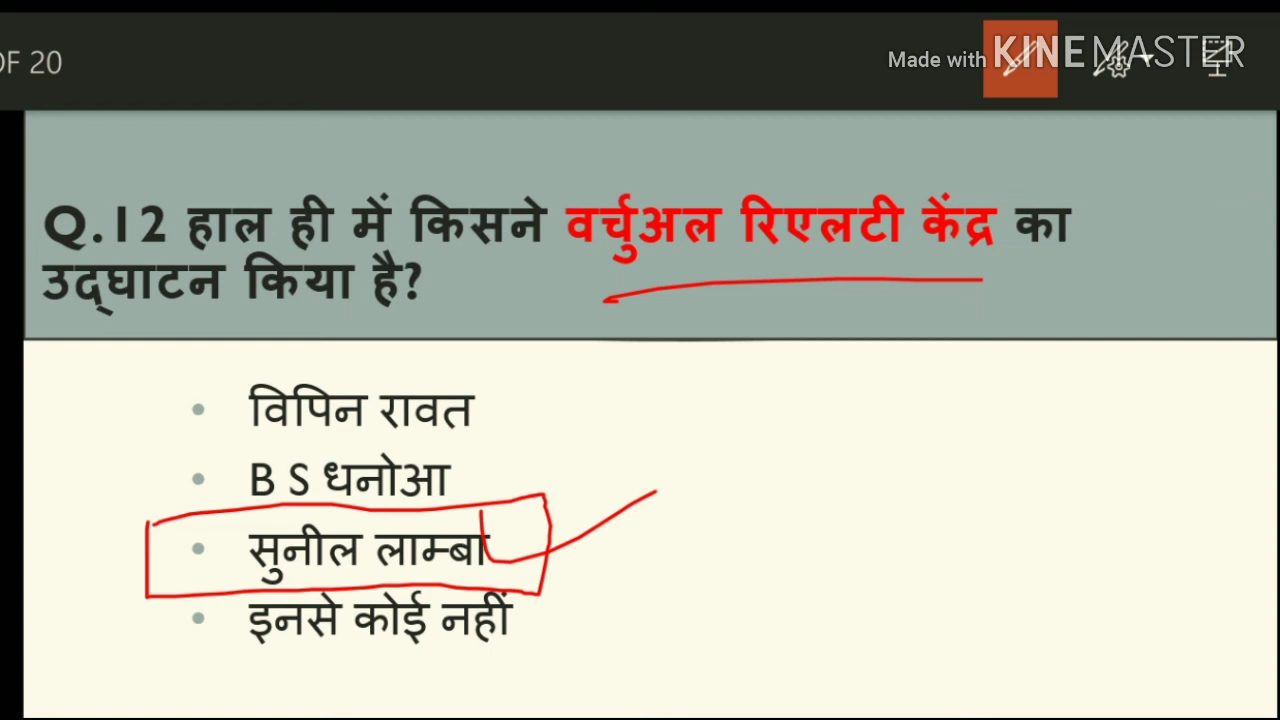 OF 20
Made with KINEMASTER
Q.12 हाल ही में किसने वर्चुअल रिएलटी केंद्र का
उद्घाटन किया है?
विपिन रावत
B S धनोआ
सुनील लाम्बा
इनसे कोई नहीं